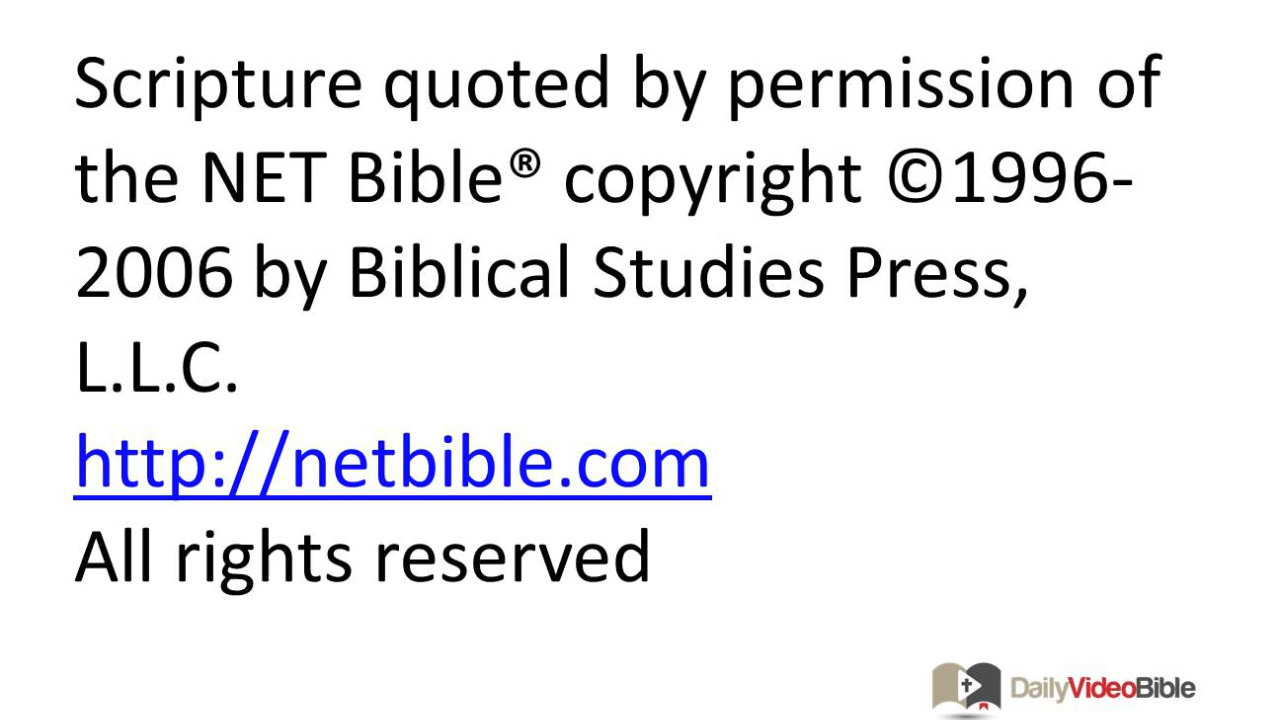 Scripture quoted by permission of
the NET Bible® copyright ©1996-
2006 by Biblical Studies Press,
L.L.C.
http://netbible.com
All rights reserved
DailyVideoBible